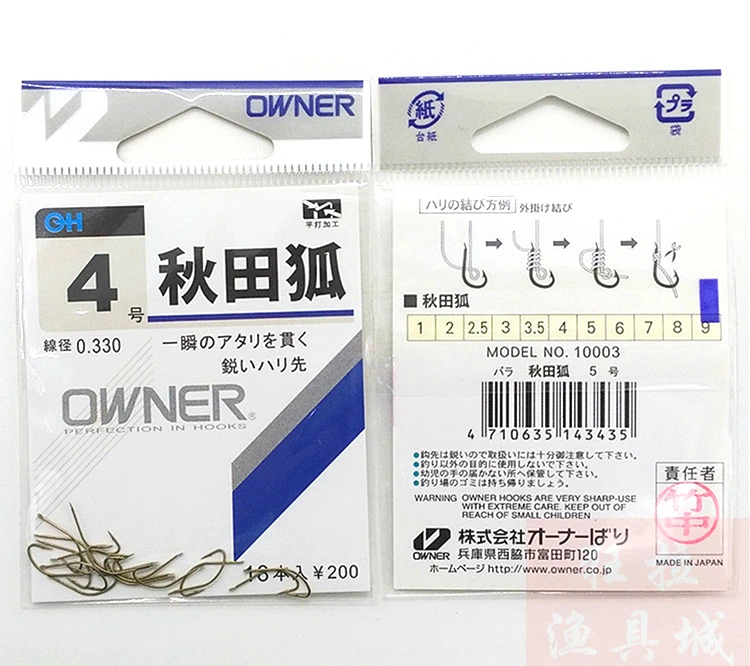 OWNER
GH
4号
秋田狐
平打加工
線径 0.330
一瞬のアタリを貫く
鋭いハリ先
OWNER®
PERFECTION IN HOOKS
18本入 ¥200
紙
台紙
プラ
袋
ハリの結び方例 外掛け結び
■ 秋田狐
1 2 2.5 3 3.5 4 5 6 7 8 9
MODEL NO. 10003
バラ 秋田狐 5 号
4 710635 143435
●鈎先は鋭いので取扱いには十分御注意して下さい。
●釣り以外の目的に使用しないで下さい。
●幼児の手の届かない所へ保管して下さい。
●釣り場のゴミは持ち帰りましょう。
WARNING OWNER HOOKS ARE VERY SHARP-USE
WITH EXTREME CARE. KEEP OUT OF
REACH OF SMALL CHILDREN
責任者
竹中
MADE IN JAPAN
OWNER
株式会社オーナーばり
兵庫県西脇市富田町120
ホームページ http://www.owner.co.jp
渔具城